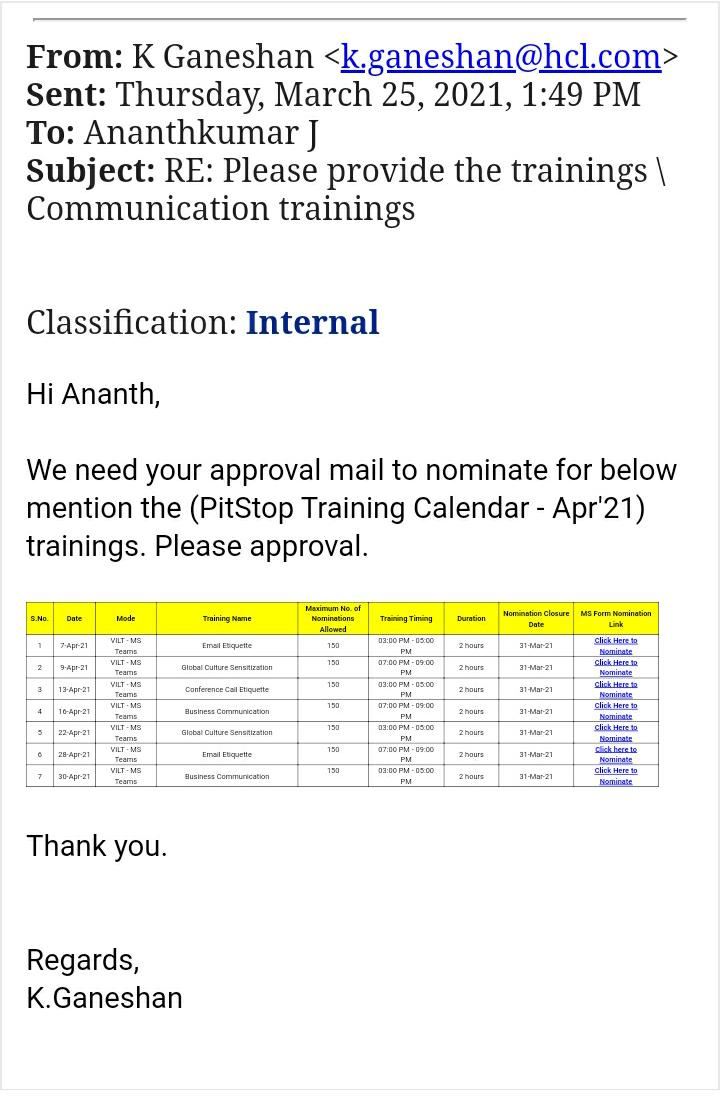 From: K Ganeshan <k.ganeshan@hcl.com>
Sent: Thursday, March 25, 2021, 1:49 PM
To: Ananthkumar J
Subject: RE: Please provide the trainings \
Communication trainings
Classification: Internal
Hi Ananth,
We need your approval mail to nominate for below
mention the (PitStop Training Calendar - Apr'21)
trainings. Please approval.
S.No. Date Mode Training Name Maximum No. of Nominations Allowed Training Timing Duration Nomination Closure Date MS Form Nomination Link
1 7-Apr-21 VILT - MS Teams Email Etiquette 150 03:00 PM - 05:00 PM 2 hours 31-Mar-21 Click Here to Nominate
2 9-Apr-21 VILT - MS Teams Global Culture Sensitization 150 07:00 PM - 09:00 PM 2 hours 31-Mar-21 Click Here to Nominate
3 13-Apr-21 VILT - MS Teams Conference Call Etiquette 150 03:00 PM - 05:00 PM 2 hours 31-Mar-21 Click Here to Nominate
4 16-Apr-21 VILT - MS Teams Business Communication 150 07:00 PM - 09:00 PM 2 hours 31-Mar-21 Click Here to Nominate
5 22-Apr-21 VILT - MS Teams Global Culture Sensitization 150 03:00 PM - 05:00 PM 2 hours 31-Mar-21 Click Here to Nominate
6 28-Apr-21 VILT - MS Teams Email Etiquette 150 07:00 PM - 09:00 PM 2 hours 31-Mar-21 Click here to Nominate
7 30-Apr-21 VILT - MS Teams Business Communication 150 03:00 PM - 05:00 PM 2 hours 31-Mar-21 Click Here to Nominate
Thank you.
Regards,
K.Ganeshan